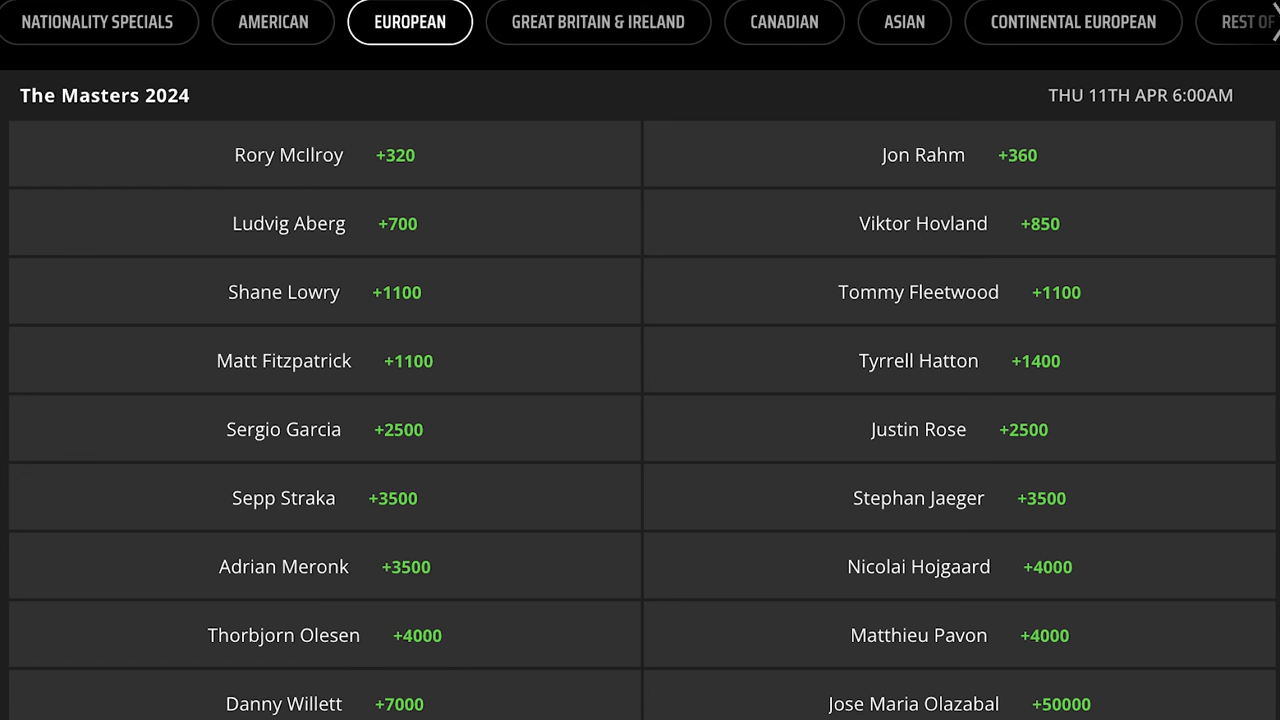 NATIONALITY SPECIALS AMERICAN EUROPEAN GREAT BRITAIN & IRELAND CANADIAN ASIAN CONTINENTAL EUROPEAN REST OF
The Masters 2024 THU 11TH APR 6:00AM
Rory McIlroy +320 Jon Rahm +360
Ludvig Aberg +700 Viktor Hovland +850
Shane Lowry +1100 Tommy Fleetwood +1100
Matt Fitzpatrick +1100 Tyrrell Hatton +1400
Sergio Garcia +2500 Justin Rose +2500
Sepp Straka +3500 Stephan Jaeger +3500
Adrian Meronk +3500 Nicolai Hojgaard +4000
Thorbjorn Olesen +4000 Matthieu Pavon +4000
Danny Willett +7000 Jose Maria Olazabal +50000